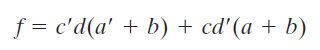 f = c'd(a' + b) + cd'(a + b)